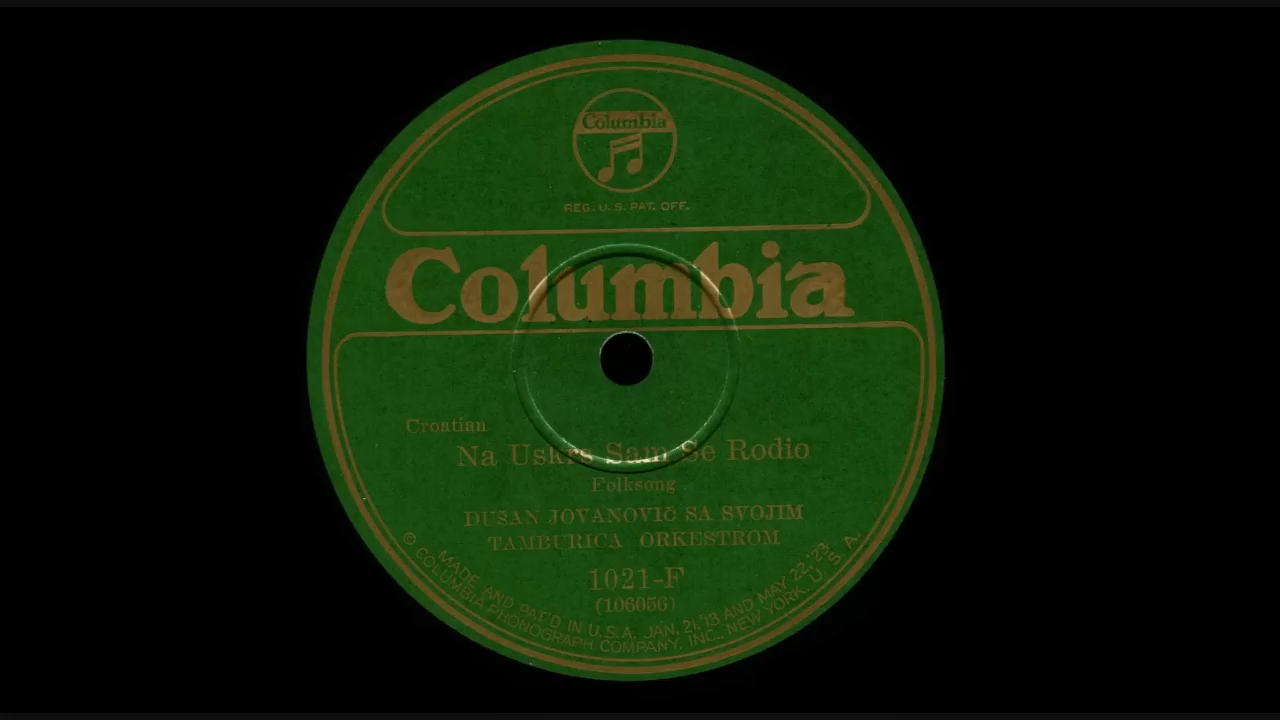 Columbia
REG. U. S. PAT. OFF.
Columbia
Croatian
Na Uskrs Sam Se Rodio
Folksong
DUŠAN JOVANOVIČ SA SVOJIM
TAMBURICA ORKESTROM
1021-F
(106056)
MADE AND PAT'D IN U.S.A. JAN. 21, '13 AND MAY 22, '23
© COLUMBIA PHONOGRAPH COMPANY, INC., NEW YORK, U. S. A.